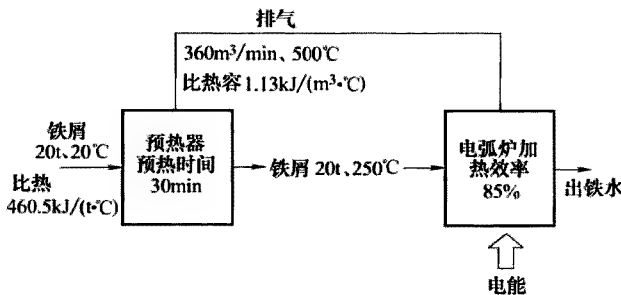 排气
360m³/min、500℃
比热容1.13kJ/(m³·℃)
铁屑
20t、20℃
比热
460.5kJ/(t·℃)
预热器
预热时间
30min
铁屑 20t、250℃
电弧炉加
热效率
85%
出铁水
电能